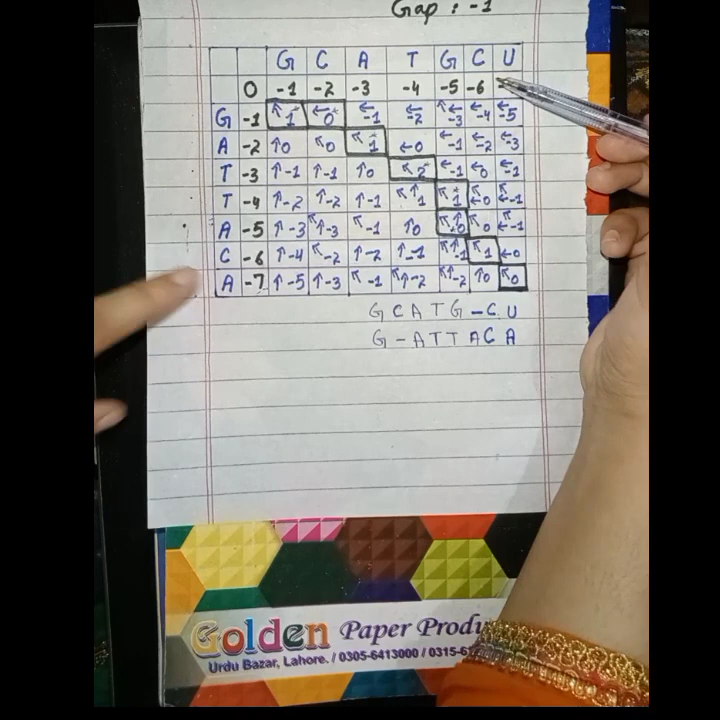 Gap : -1
G C A T G C U
0 -1 -2 -3 -4 -5 -6
G -1 ↖1* ←0* ←-1 ←-2 ↖←-3 ←-4 ←-5
A -2 ↑0 ↖0 ↖1* ←0 ←-1 ←-2 ←-3
T -3 ↑-1 ↑-1 ↑0 ↖2* ←-1 ←0 ←-1
T -4 ↑-2 ↑-2 ↑-1 ↖↑1 ↖1* ↖←0 ↖←-1
A -5 ↑-3 ↖↑-3 ↖-1 ↑0 ↖↑0 ↖0 ↖←-1
C -6 ↑-4 ↖-2 ↑-2 ↑-1 ↖↑-1 ↖1 ←0
A -7 ↑-5 ↑-3 ↖-1 ↖↑-2 ↖↑-2 ↑0 ↖0
G C A T G - C U
G - A T T A C A
Golden Paper Produ
Urdu Bazar, Lahore. / 0305-6413000 / 0315-6